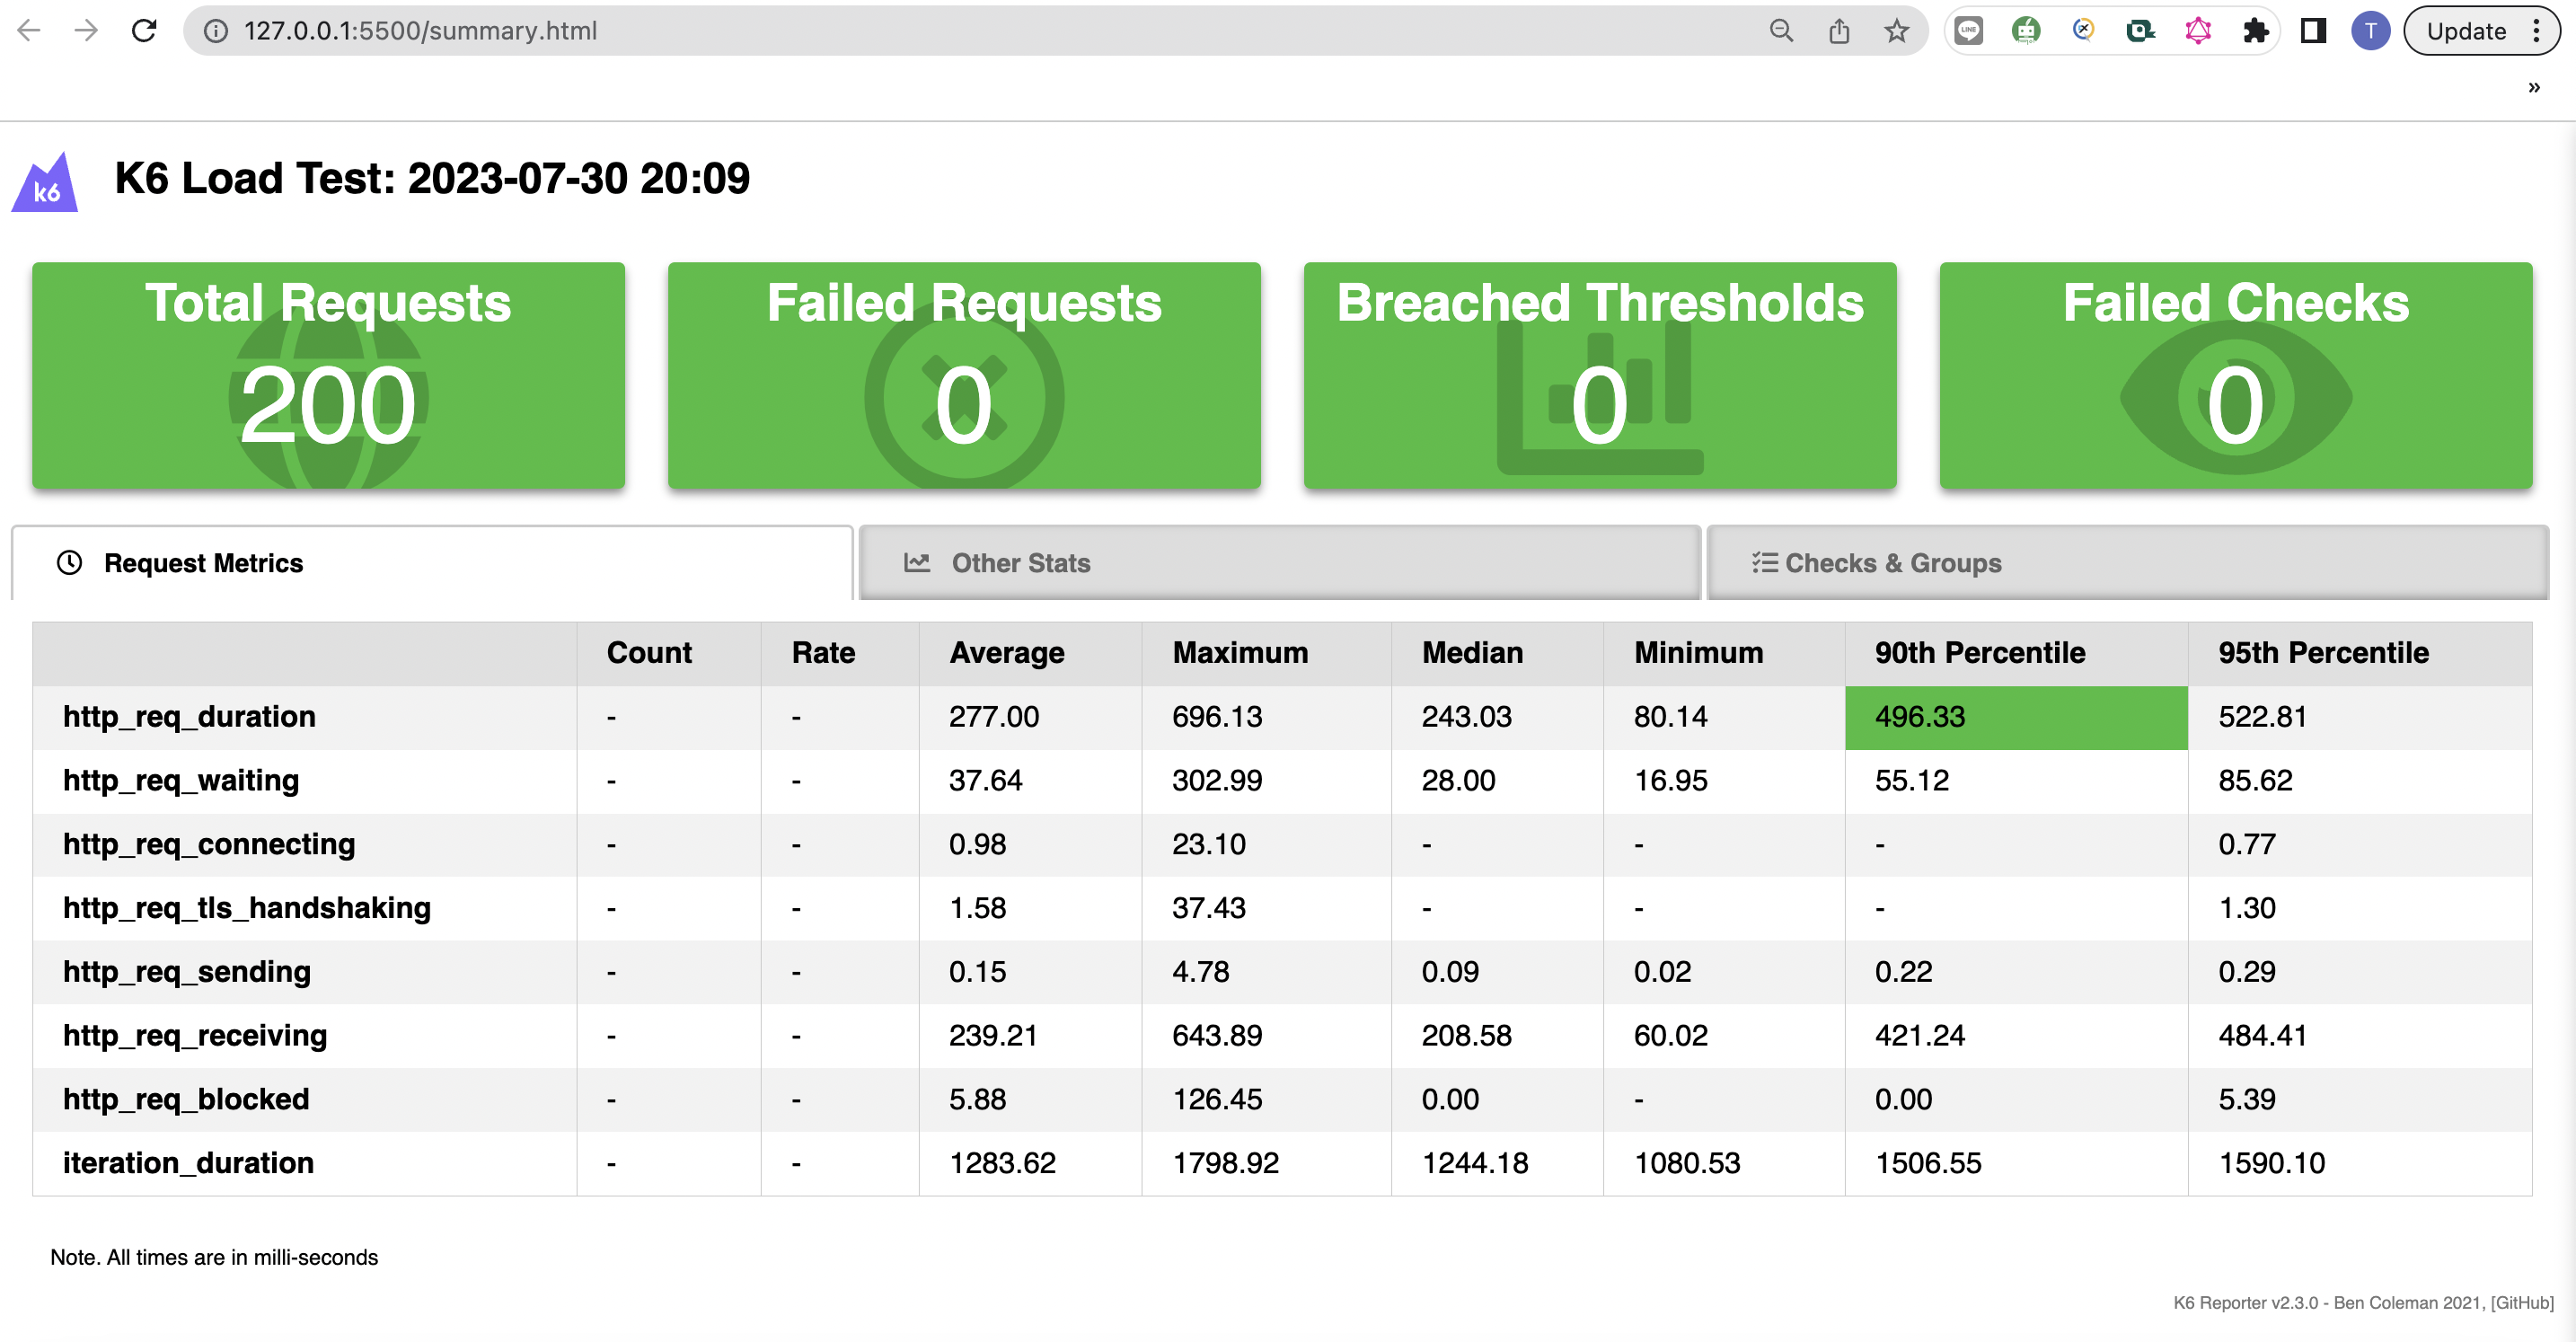 127.0.0.1:5500/summary.html
LINE
T
Update
»
k6
K6 Load Test: 2023-07-30 20:09
Total Requests
200
Failed Requests
0
Breached Thresholds
0
Failed Checks
0
Request Metrics
Other Stats
Checks & Groups
Count Rate Average Maximum Median Minimum 90th Percentile 95th Percentile
http_req_duration - - 277.00 696.13 243.03 80.14 496.33 522.81
http_req_waiting - - 37.64 302.99 28.00 16.95 55.12 85.62
http_req_connecting - - 0.98 23.10 - - - 0.77
http_req_tls_handshaking - - 1.58 37.43 - - - 1.30
http_req_sending - - 0.15 4.78 0.09 0.02 0.22 0.29
http_req_receiving - - 239.21 643.89 208.58 60.02 421.24 484.41
http_req_blocked - - 5.88 126.45 0.00 - 0.00 5.39
iteration_duration - - 1283.62 1798.92 1244.18 1080.53 1506.55 1590.10
Note. All times are in milli-seconds
K6 Reporter v2.3.0 - Ben Coleman 2021, [GitHub]